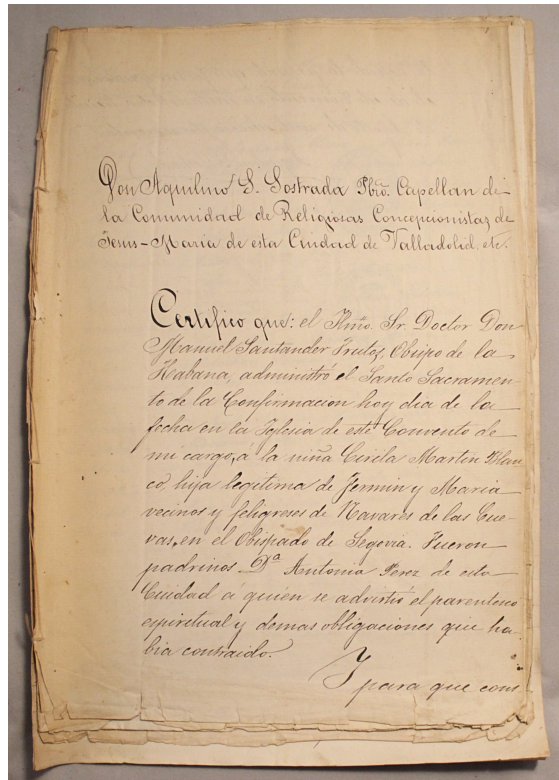 Don Aquilino S. Sostrada Pbro. Capellan de
la Comunidad de Religiosas Concepcionistas de
Jesus-Maria de esta Ciudad de Valladolid, etc.
Certifico que: el Ilmo. Sr. Doctor Don
Manuel Santander Frutos, Obispo de la
Habana, administró el Santo Sacramen-
to de la Confirmacion hoy dia de la
fecha en la Iglesia de este Convento de
mi cargo, á la niña Cirila Martin Blan
co, hija legitima de Fermin y Maria
vecinos y feligreses de Navares de las Cue-
vas, en el Obispado de Segovia. Fueron
padrinos Dª Antonia Perez de esta
Ciudad a quien se advirtió el parentesco
espiritual y demas obligaciones que ha-
bia contraido.
Y para que cons